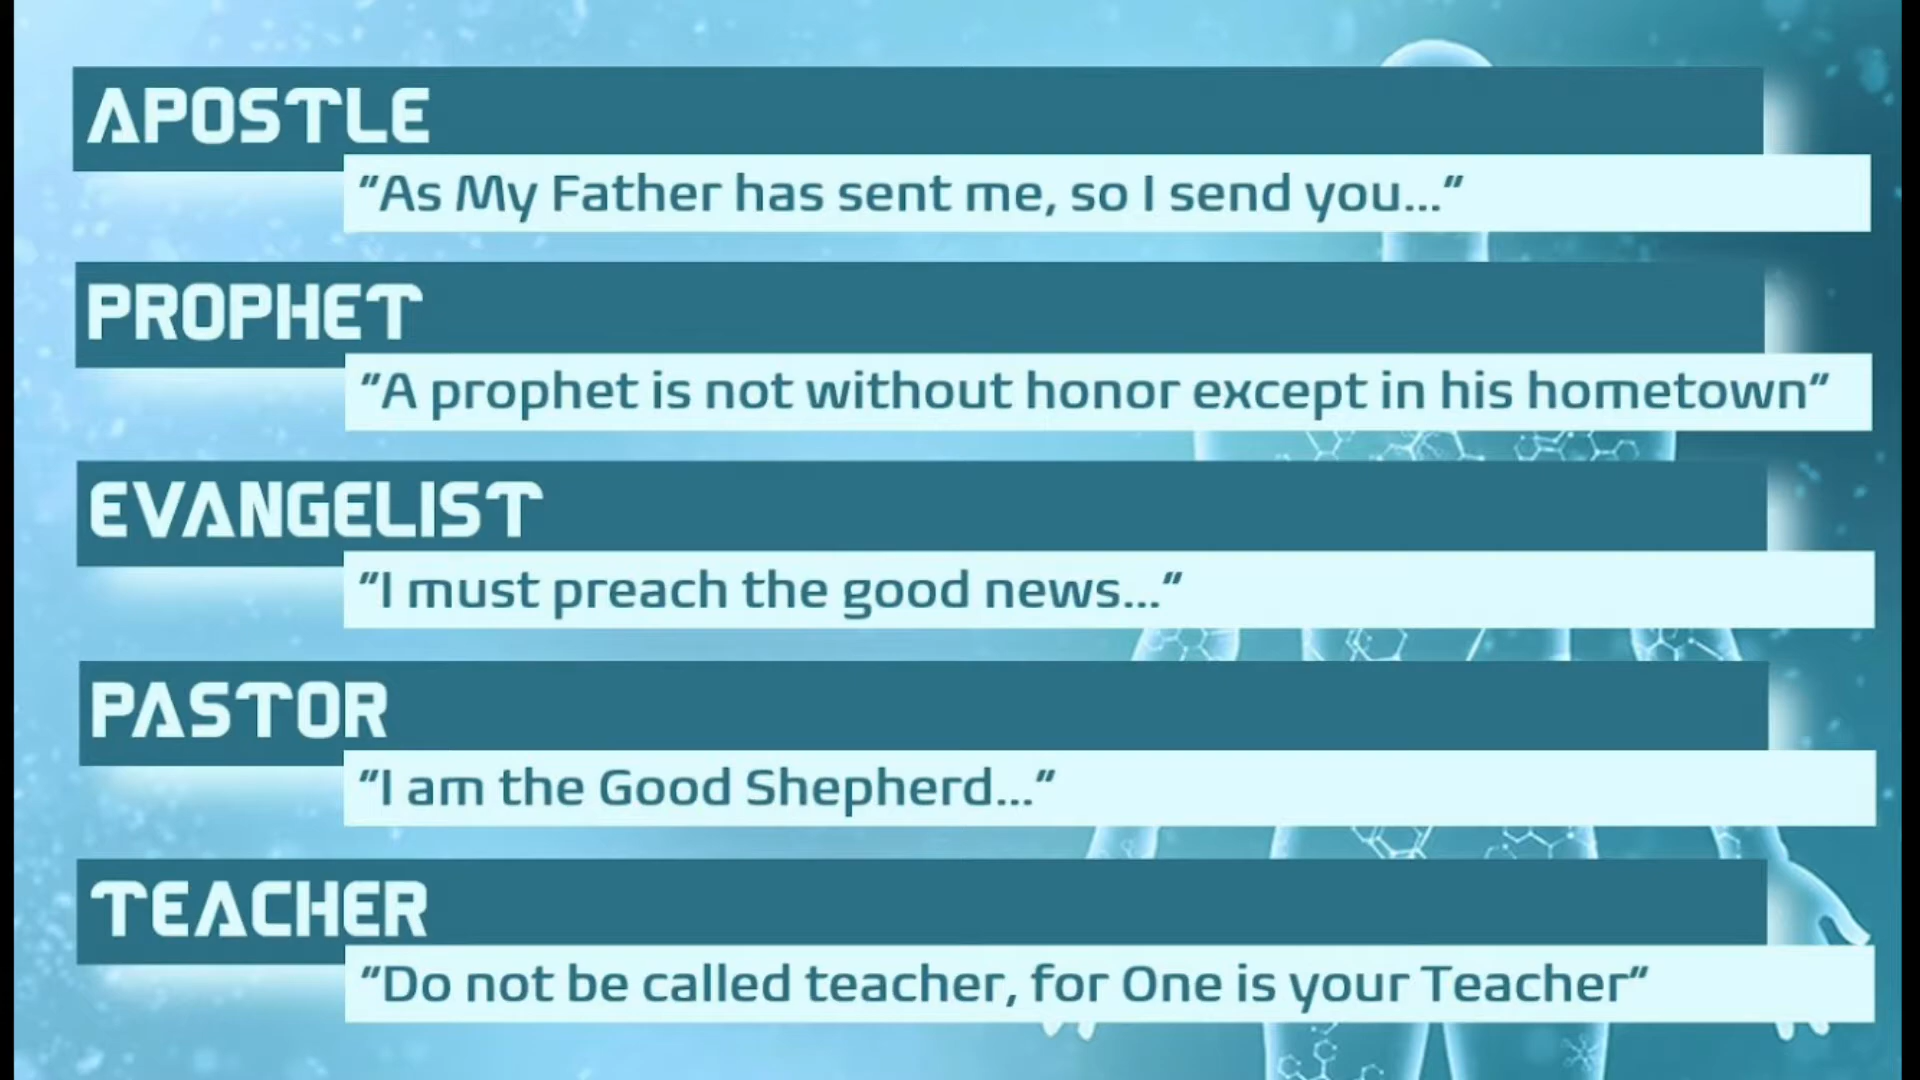 APOSTLE
"As My Father has sent me, so I send you..."
PROPHET
"A prophet is not without honor except in his hometown"
EVANGELIST
"I must preach the good news..."
PASTOR
"I am the Good Shepherd..."
TEACHER
"Do not be called teacher, for One is your Teacher"